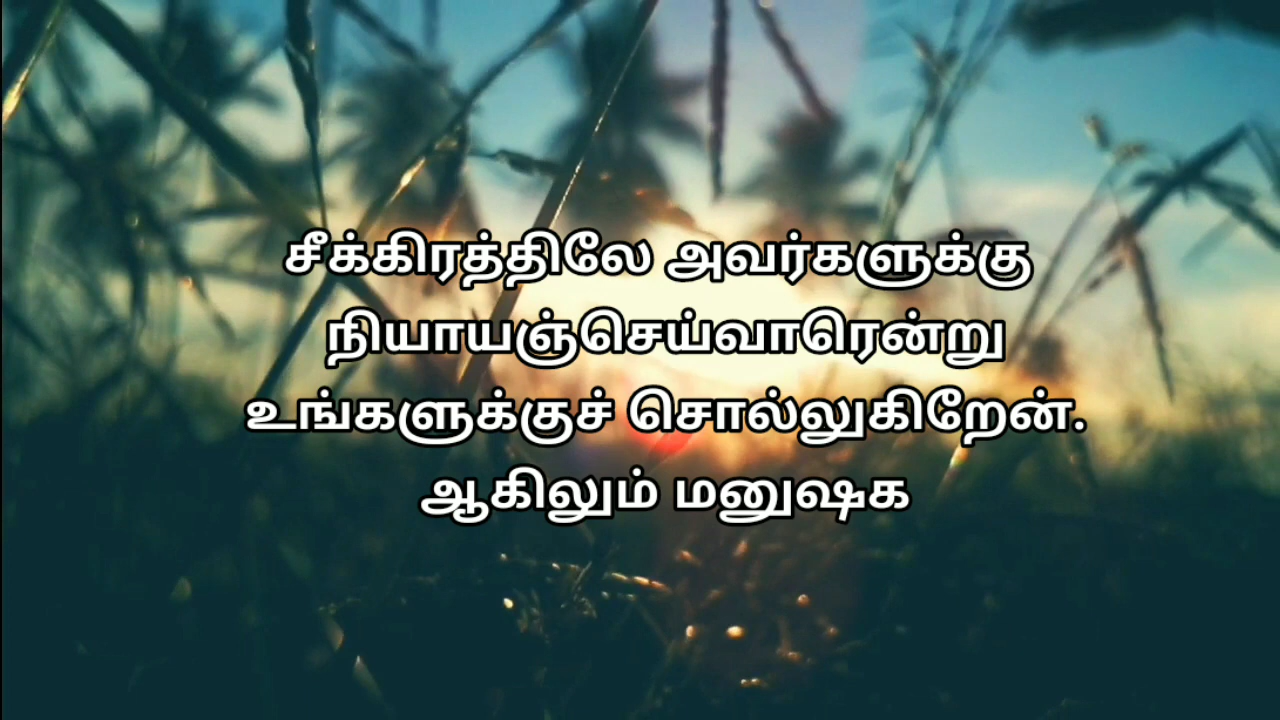 சீக்கிரத்திலே அவர்களுக்கு
நியாயஞ்செய்வாரென்று
உங்களுக்குச் சொல்லுகிறேன்.
ஆகிலும் மனுஷக